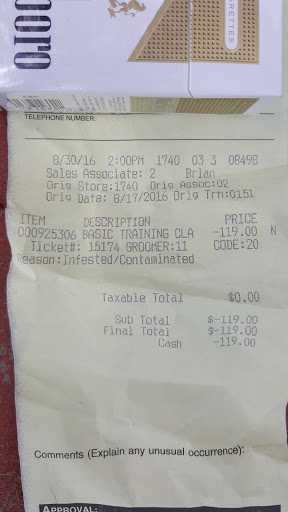 RETTES
TELEPHONE NUMBER:
8/30/16 2:00PM 1740 03 3 08498
Sales Associate: 2 Brian
Orig Store:1740 Orig Assoc:02
Orig Date: 8/17/2016 Orig Trn:0151
ITEM DESCRIPTION PRICE
000925306 BASIC TRAINING CLA -119.00 N
Ticket#: 15174 GROOMER:11 CODE:20
Reason:Infested/Contaminated
Taxable Total $0.00
Sub Total $-119.00
Final Total $-119.00
Cash -119.00
Comments (Explain any unusual occurrence):
APPROVAL: